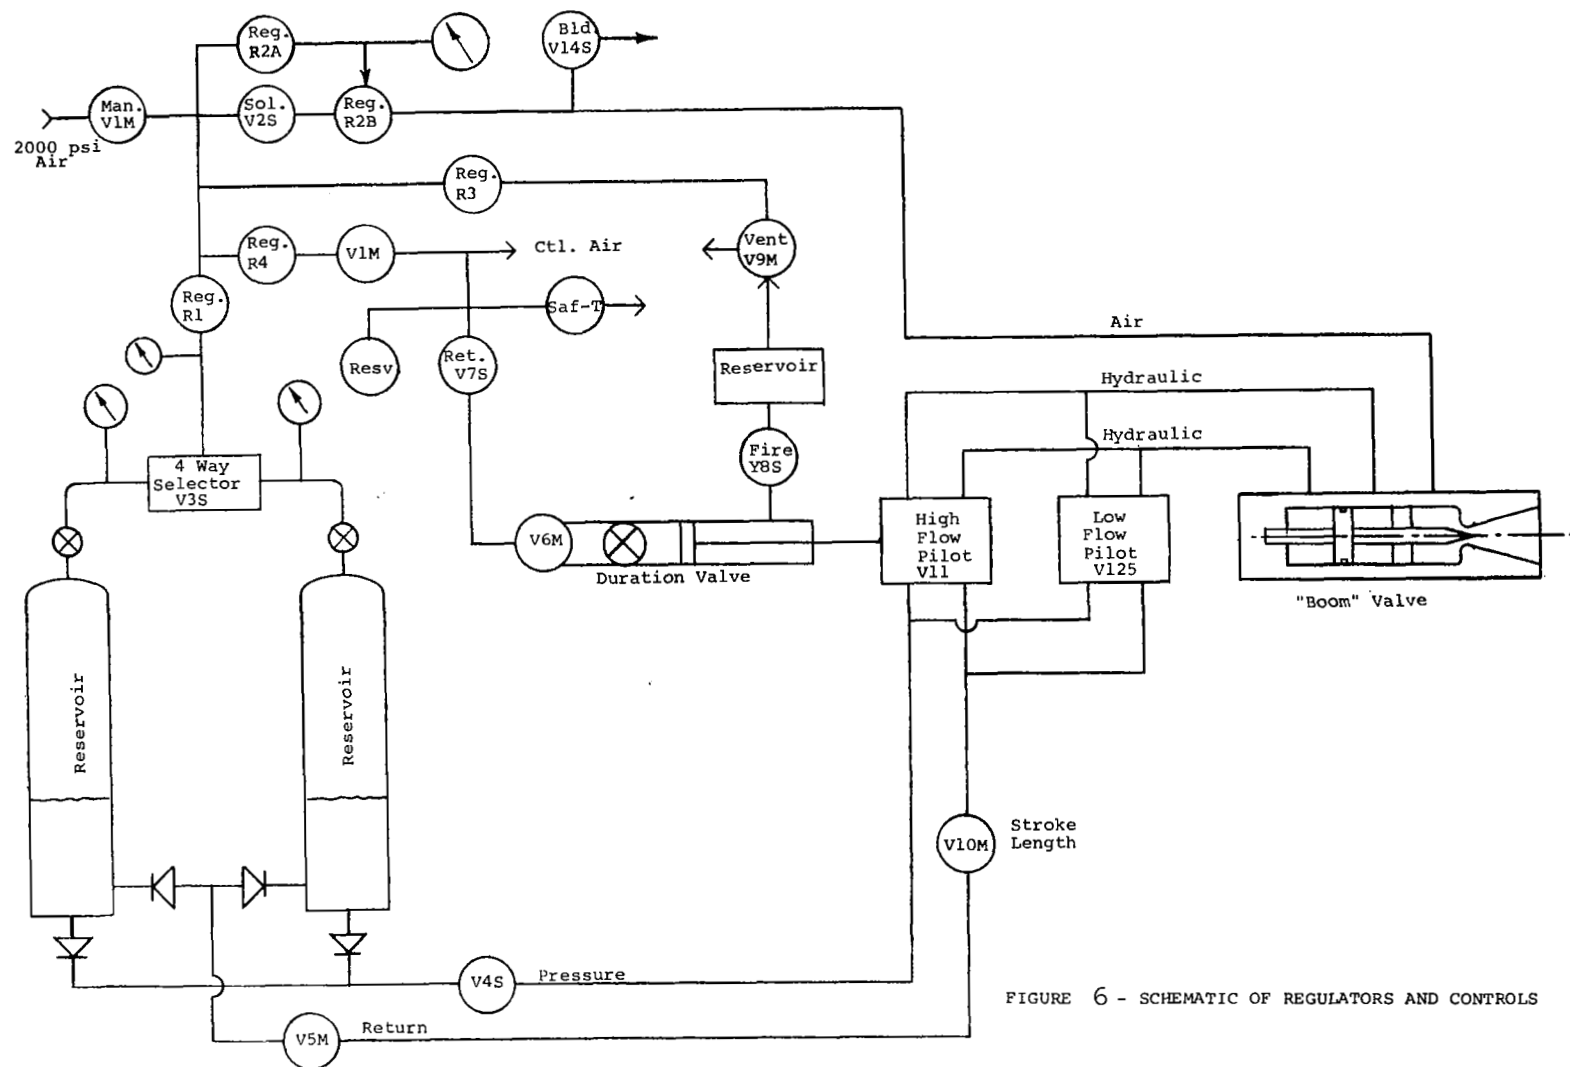 Reg.
R2A
Bld.
V14S
Man.
V1M
Sol.
V2S
Reg.
R2B
2000 psi
Air
Reg.
R3
Reg.
R4
V1M
Ctl. Air
Vent
V9M
Reg.
R1
Saf-T
Air
Resv
Ret.
V7S
Reservoir
Hydraulic
Hydraulic
4 Way
Selector
V3S
Fire
Y8S
V6M
Duration Valve
High
Flow
Pilot
V11
Low
Flow
Pilot
V125
"Boom" Valve
Reservoir
Reservoir
V10M
Stroke
Length
V4S
Pressure
V5M
Return
FIGURE 6 - SCHEMATIC OF REGULATORS AND CONTROLS